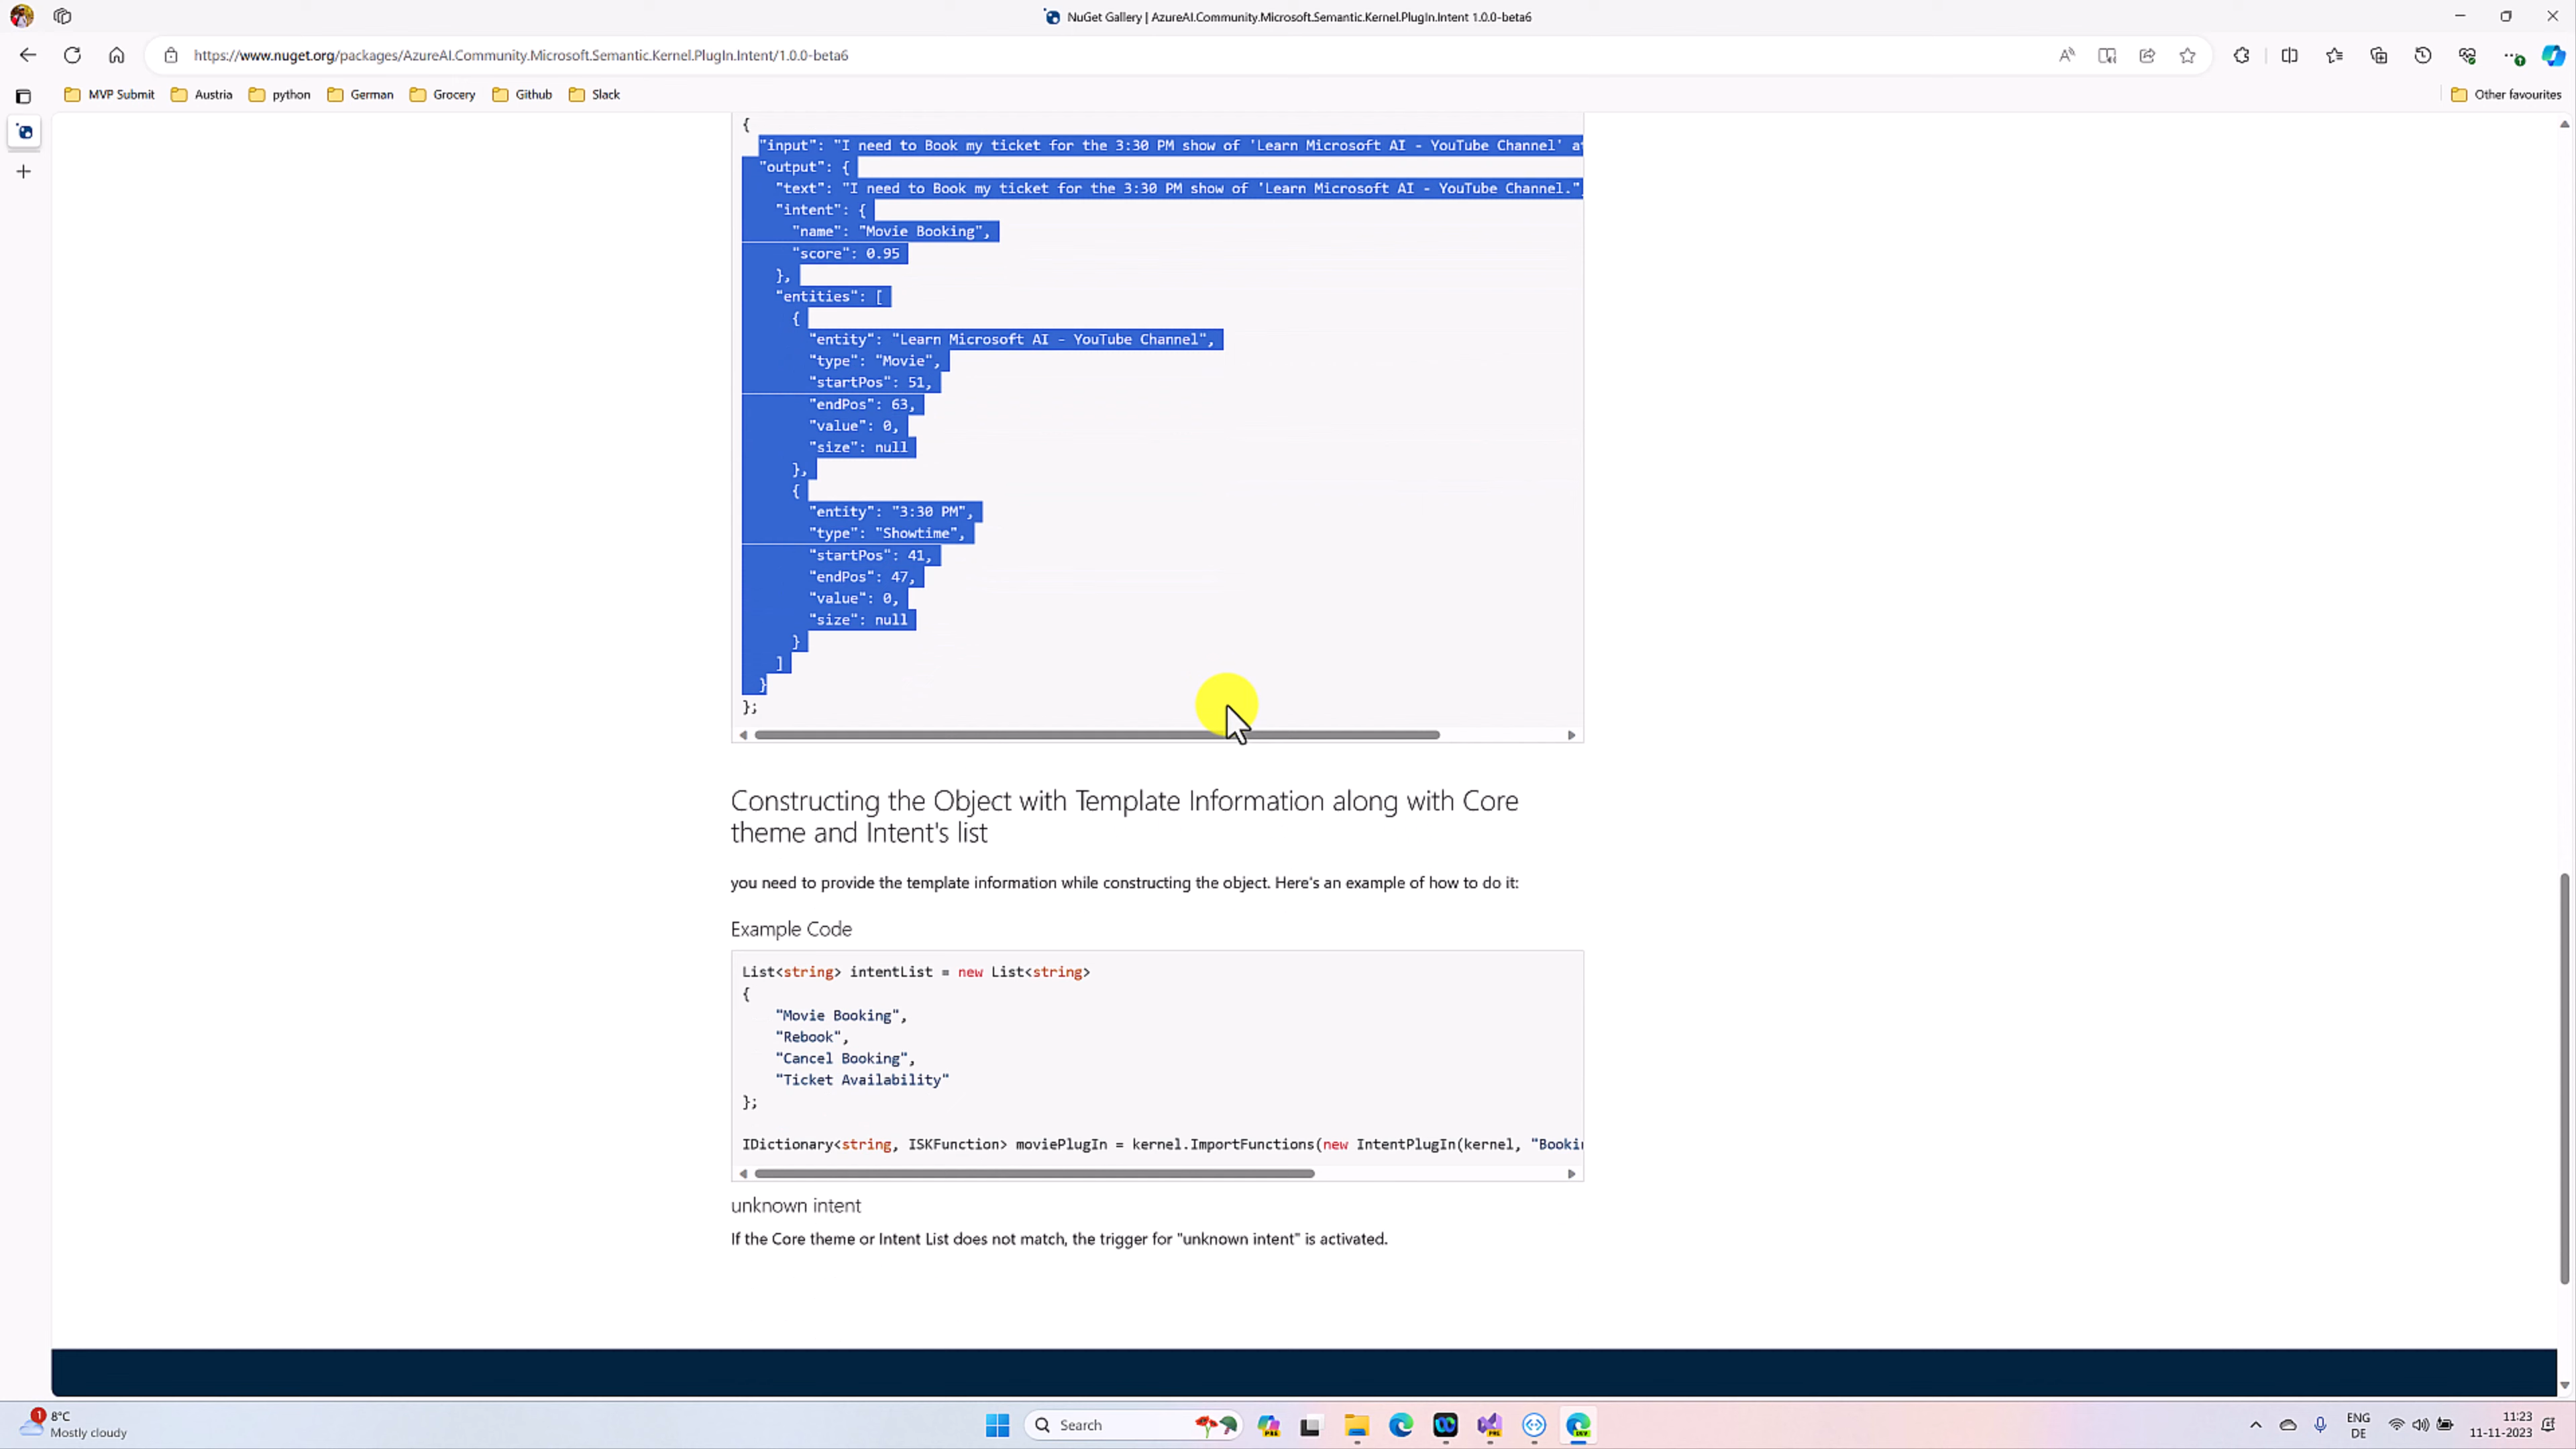 NuGet Gallery | AzureAI.Community.Microsoft.Semantic.Kernel.PlugIn.Intent 1.0.0-beta6
https://www.nuget.org/packages/AzureAI.Community.Microsoft.Semantic.Kernel.PlugIn.Intent/1.0.0-beta6
MVP Submit Austria python German Grocery Github Slack Other favourites
{
"input": "I need to Book my ticket for the 3:30 PM show of 'Learn Microsoft AI - YouTube Channel' a
"output": {
"text": "I need to Book my ticket for the 3:30 PM show of 'Learn Microsoft AI - YouTube Channel."
"intent": {
"name": "Movie Booking",
"score": 0.95
},
"entities": [
{
"entity": "Learn Microsoft AI - YouTube Channel",
"type": "Movie",
"startPos": 51,
"endPos": 63,
"value": 0,
"size": null
},
{
"entity": "3:30 PM",
"type": "Showtime",
"startPos": 41,
"endPos": 47,
"value": 0,
"size": null
}
]
}
};
Constructing the Object with Template Information along with Core
theme and Intent's list
you need to provide the template information while constructing the object. Here's an example of how to do it:
Example Code
List<string> intentList = new List<string>
{
"Movie Booking",
"Rebook",
"Cancel Booking",
"Ticket Availability"
};
IDictionary<string, ISKFunction> moviePlugIn = kernel.ImportFunctions(new IntentPlugIn(kernel, "Bookin
unknown intent
If the Core theme or Intent List does not match, the trigger for "unknown intent" is activated.
1
8°C
Mostly cloudy
Search
ENG
DE
11:23
11-11-2023